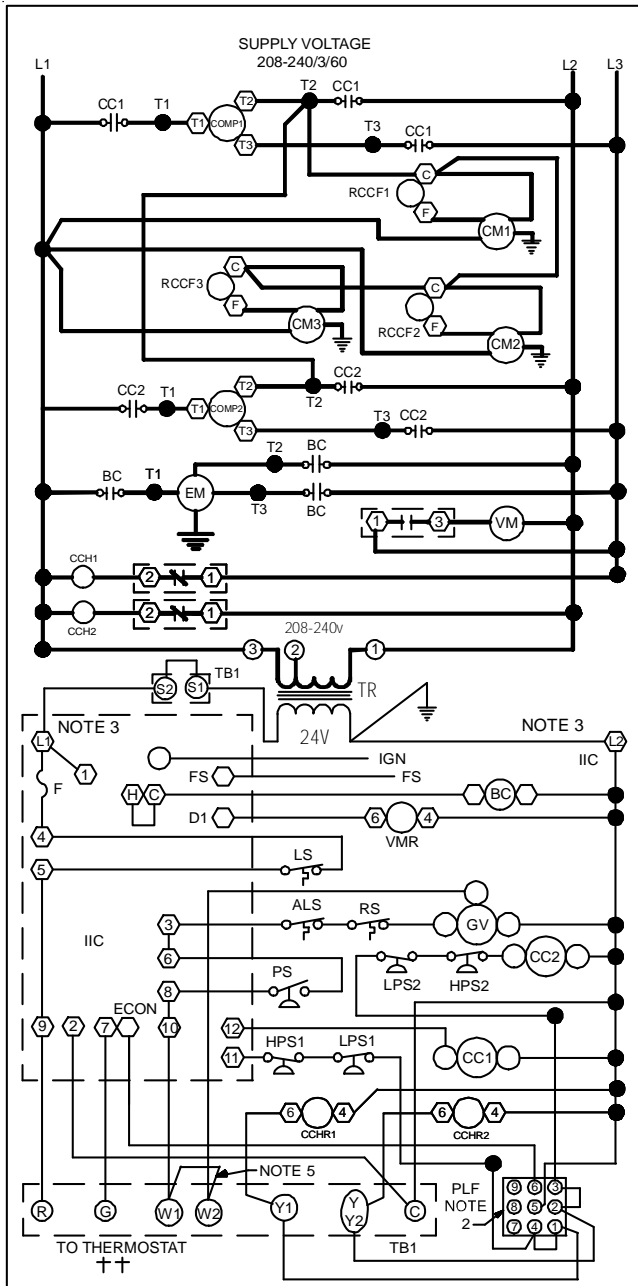 SUPPLY VOLTAGE
208-240/3/60
L1
L2
L3
CC1
T1
T1
COMP1
T2
T2
CC1
T3
T3
CC1
RCCF1
C
F
CM1
RCCF3
C
F
CM3
C
F
RCCF2
CM2
CC2
T1
T1
COMP2
T2
T2
CC2
T3
T3
CC2
BC
T1
EM
T2
BC
T3
BC
1
3
VM
CCH1
2
1
CCH2
2
1
208-240v
3
2
1
TR
24V
S2
S1
TB1
NOTE 3
NOTE 3
L1
1
F
IGN
L2
IIC
FS
FS
H
C
BC
D1
6
4
VMR
4
5
LS
IIC
3
ALS
RS
GV
6
LPS2
HPS2
CC2
8
PS
9
2
7
ECON
10
12
11
HPS1
LPS1
CC1
6
4
CCHR1
6
4
CCHR2
NOTE 5
R
G
W1
W2
Y1
Y
Y2
C
TB1
TO THERMOSTAT
††
PLF
NOTE
2
9
6
3
8
5
2
7
4
1